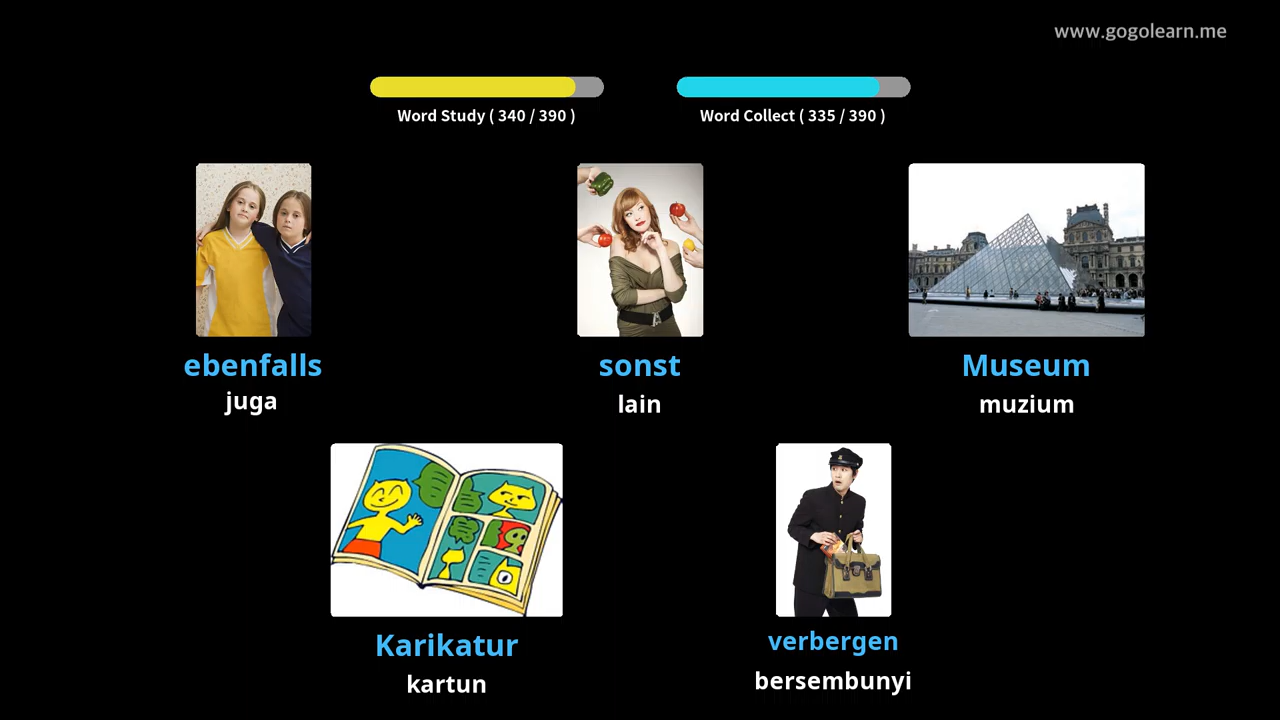 www.gogolearn.me
Word Study ( 340 / 390 )
Word Collect ( 335 / 390 )
ebenfalls
juga
sonst
lain
Museum
muzium
Karikatur
kartun
verbergen
bersembunyi